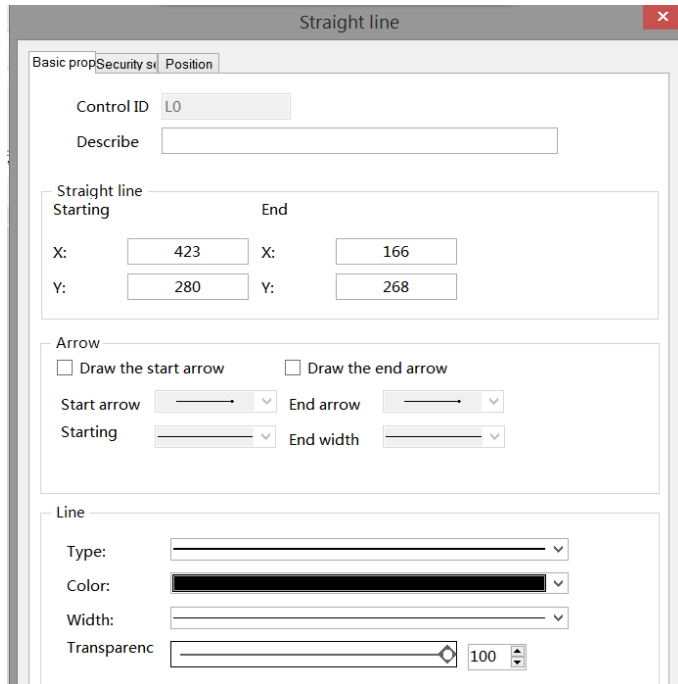 Straight line
Basic prop Security se Position
Control ID L0
Describe
Straight line
Starting End
X: 423 X: 166
Y: 280 Y: 268
Arrow
Draw the start arrow Draw the end arrow
Start arrow End arrow
Starting End width
Line
Type:
Color:
Width:
Transparenc 100